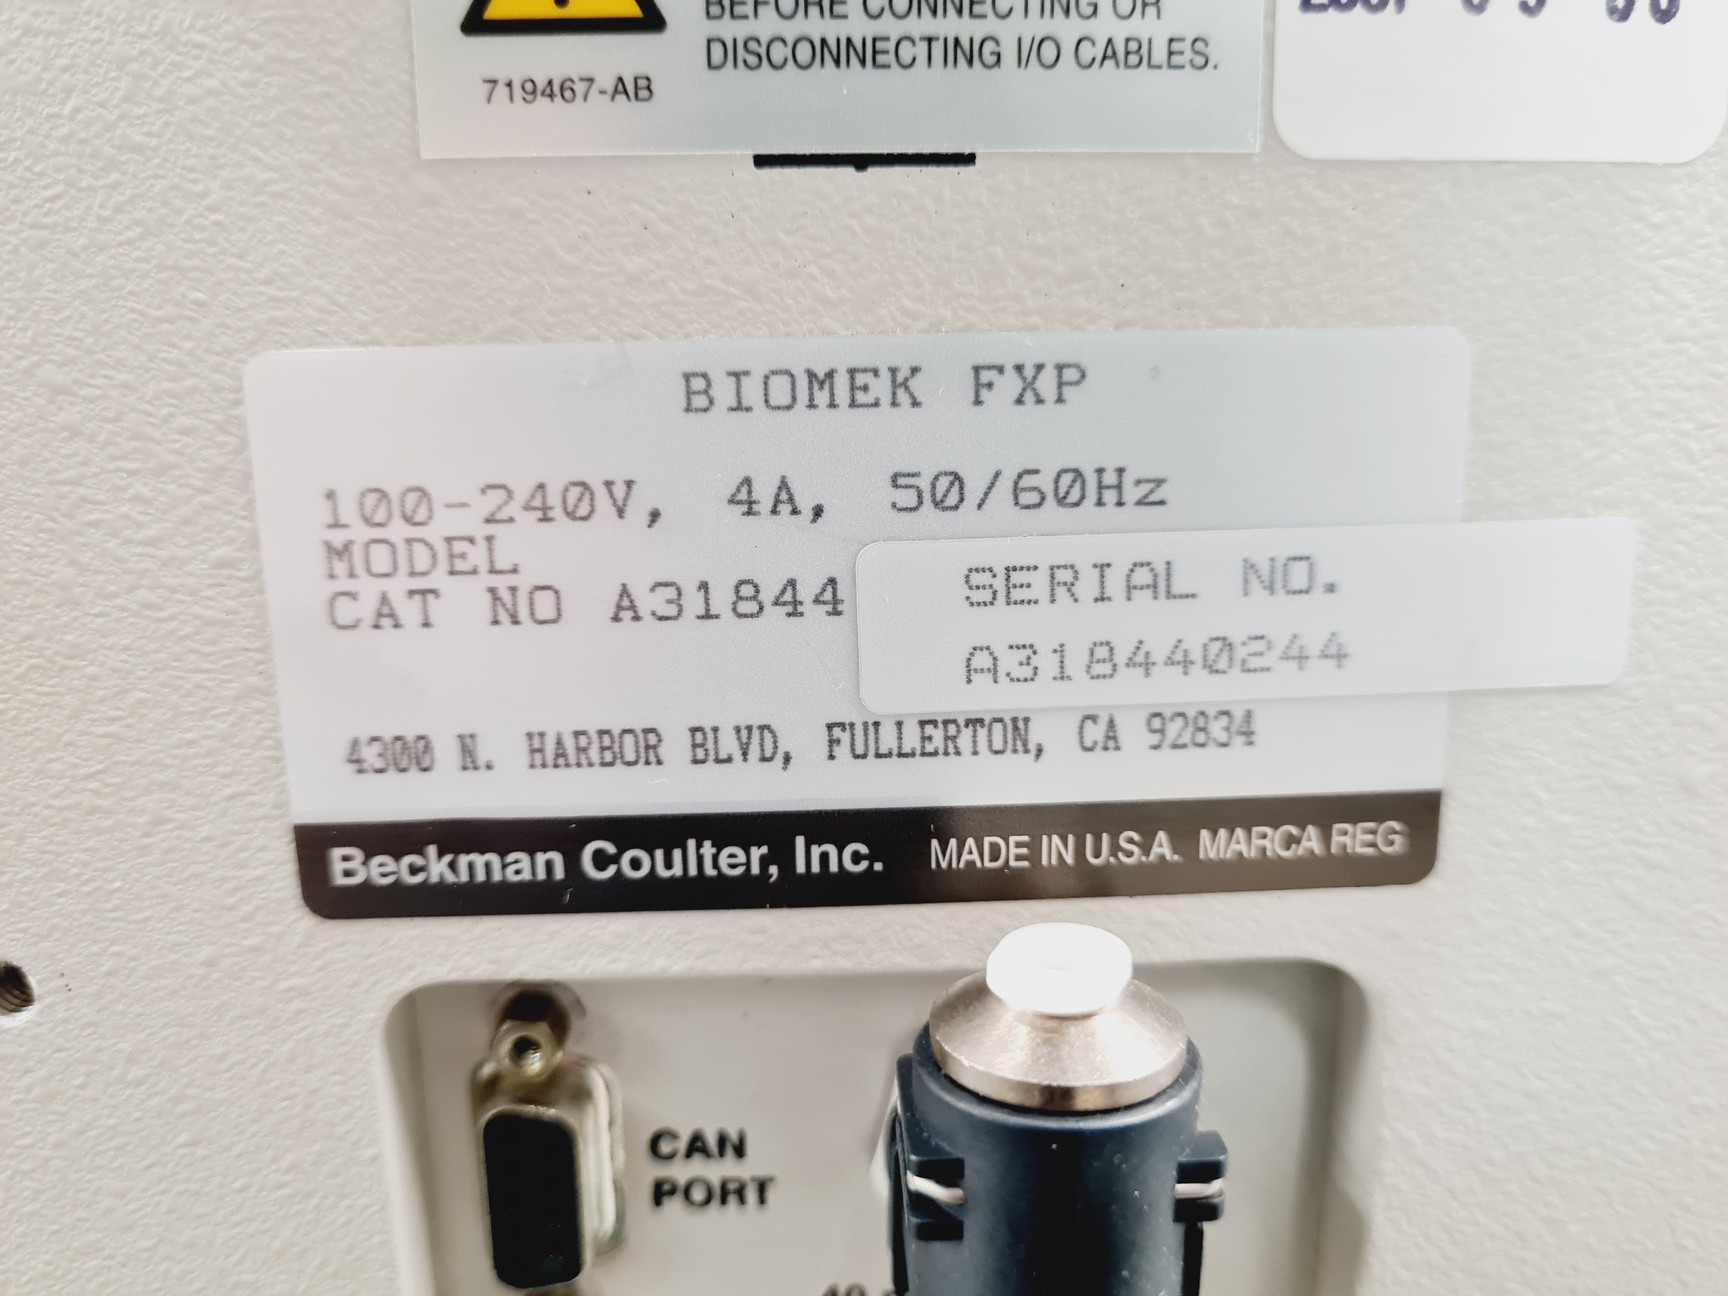 BEFORE CONNECTING OR
DISCONNECTING I/O CABLES.
719467-AB
BIOMEK FXP
100-240V, 4A, 50/60Hz
MODEL
CAT NO A31844
SERIAL NO.
A318440244
4300 N. HARBOR BLVD, FULLERTON, CA 92834
Beckman Coulter, Inc. MADE IN U.S.A. MARCA REG
CAN
PORT